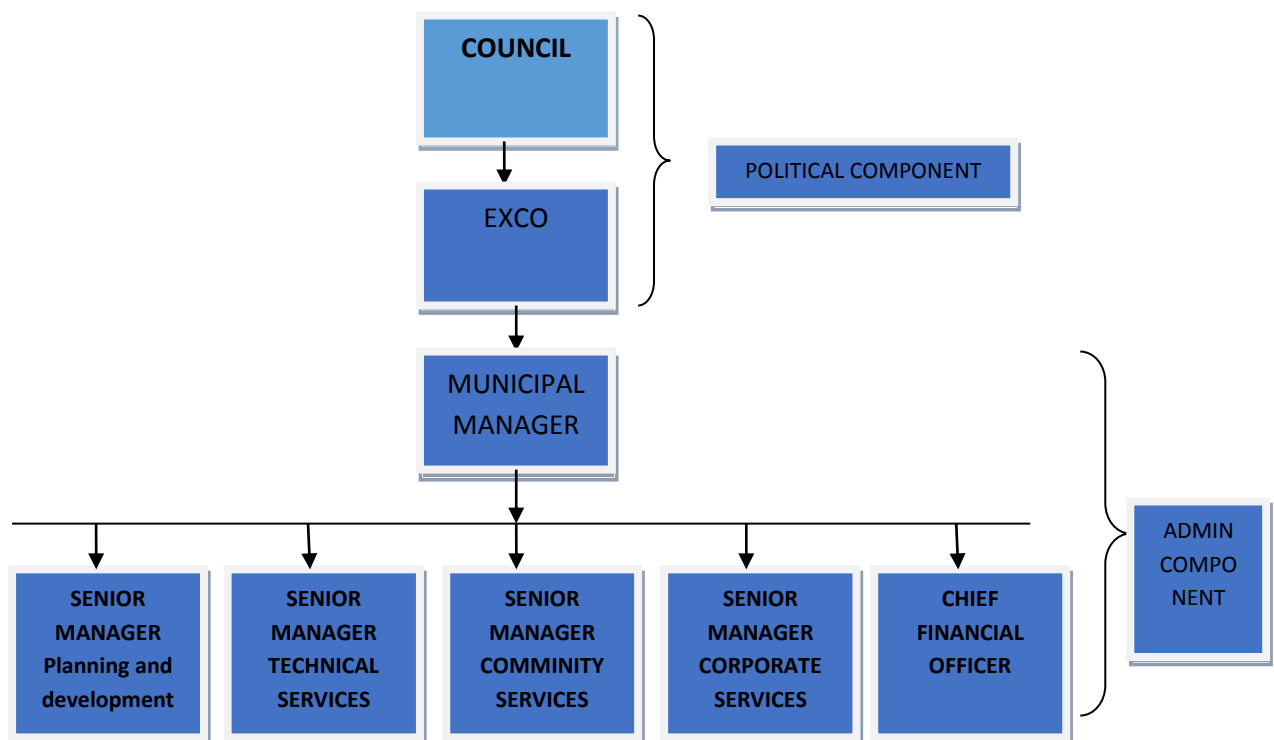 COUNCIL
POLITICAL COMPONENT
EXCO
MUNICIPAL
MANAGER
SENIOR
MANAGER
Planning and
development
SENIOR
MANAGER
TECHNICAL
SERVICES
SENIOR
MANAGER
COMMINITY
SERVICES
SENIOR
MANAGER
CORPORATE
SERVICES
CHIEF
FINANCIAL
OFFICER
ADMIN
COMPO
NENT